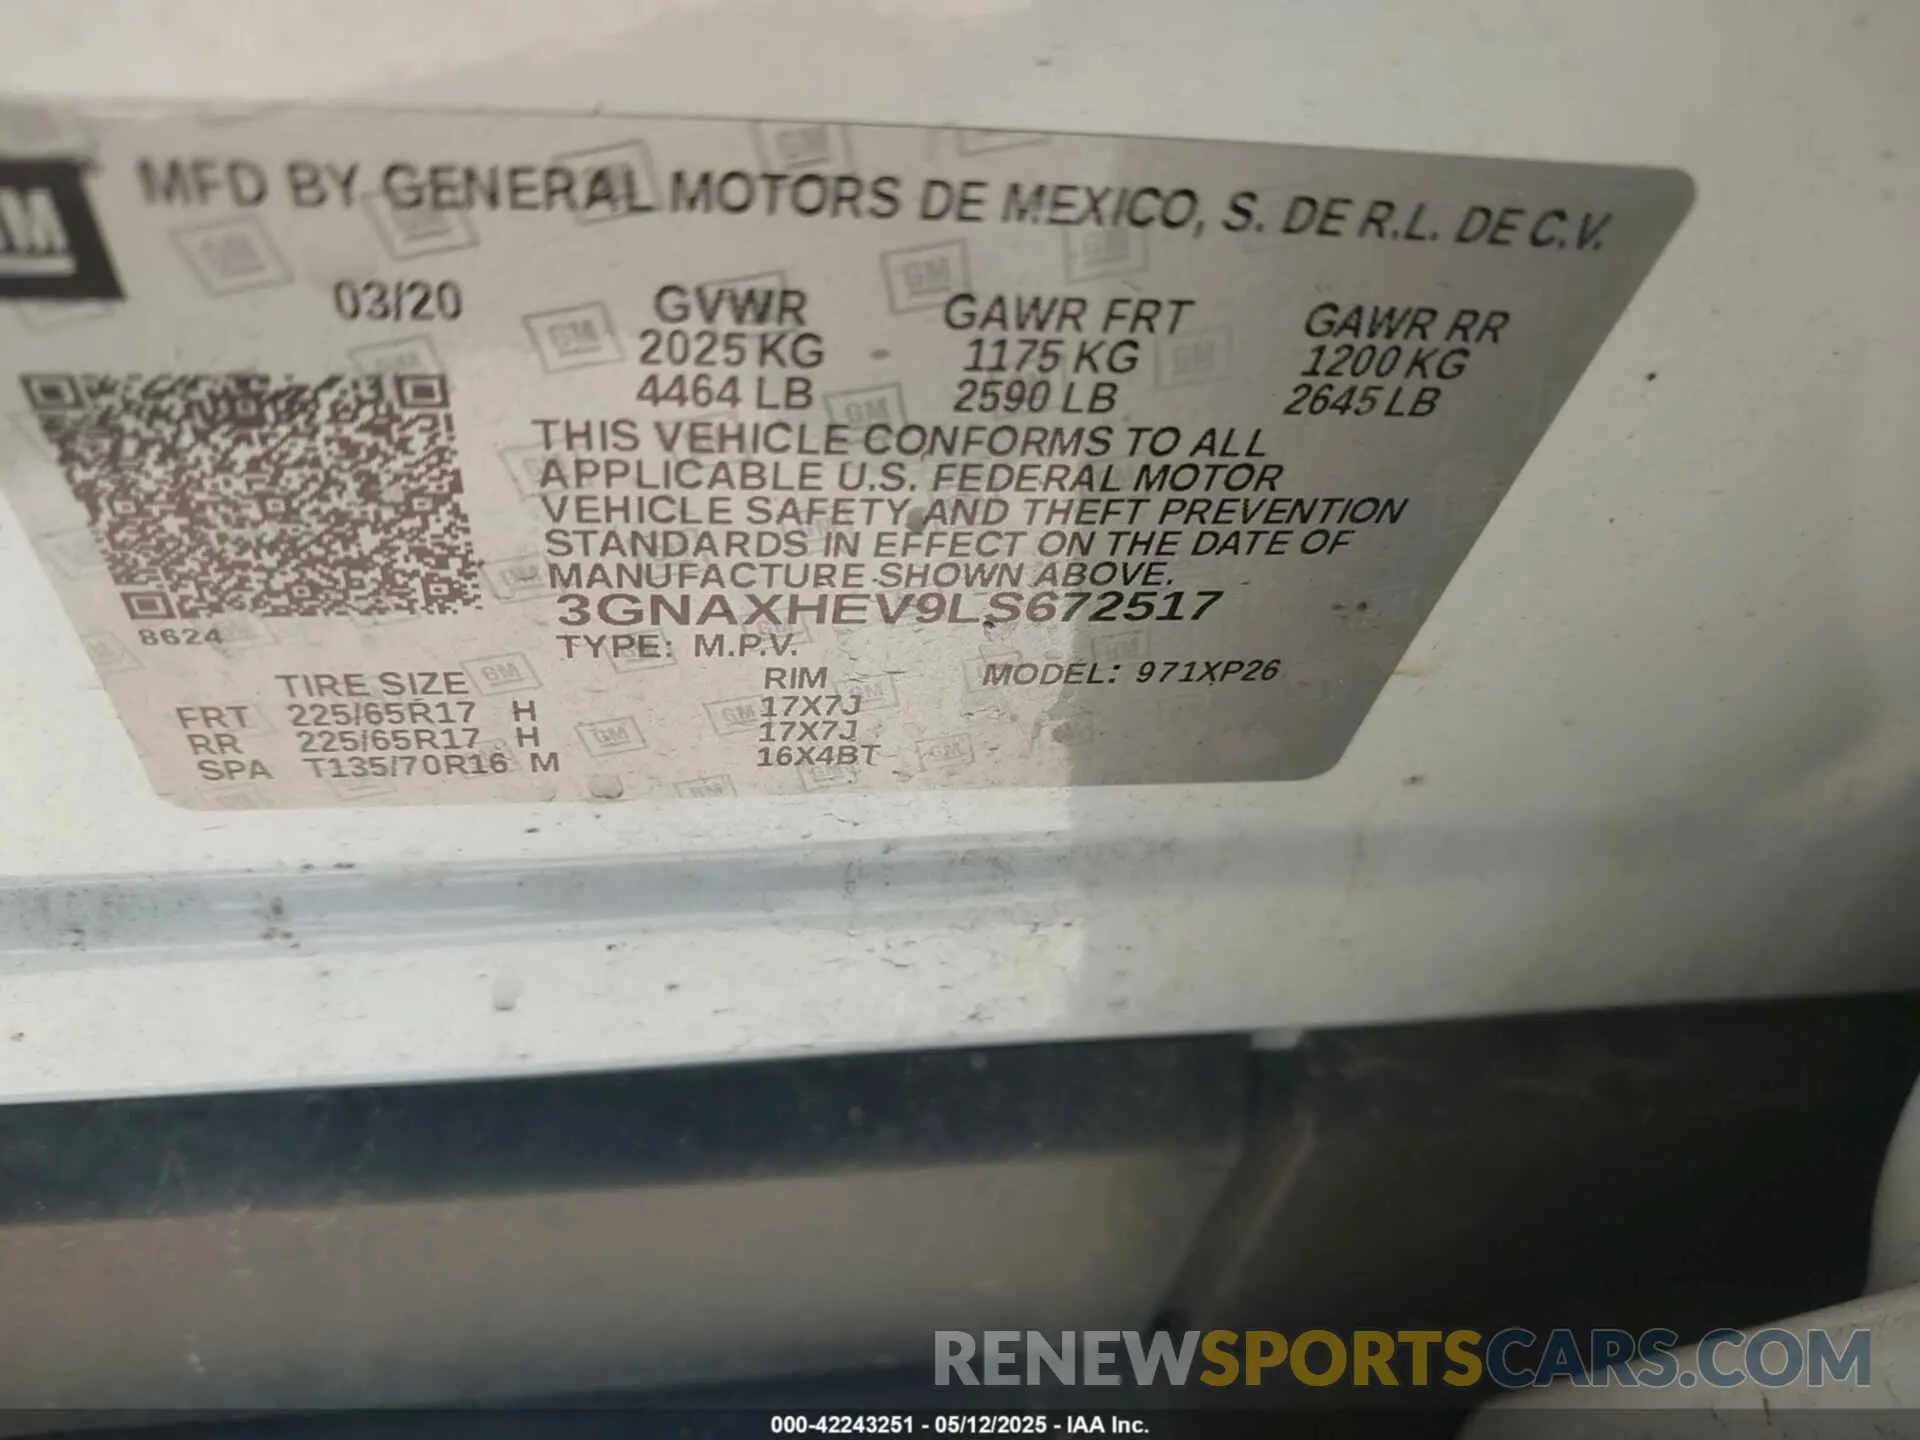 GM
MFD BY GENERAL MOTORS DE MEXICO, S. DE R.L. DE C.V.
03/20 GVWR GAWR FRT GAWR RR
2025 KG 1175 KG 1200 KG
4464 LB 2590 LB 2645 LB
THIS VEHICLE CONFORMS TO ALL
APPLICABLE U.S. FEDERAL MOTOR
VEHICLE SAFETY AND THEFT PREVENTION
STANDARDS IN EFFECT ON THE DATE OF
MANUFACTURE SHOWN ABOVE.
3GNAXHEV9LS672517
8624
TYPE: M.P.V.
TIRE SIZE RIM MODEL: 971XP26
FRT 225/65R17 H 17X7J
RR 225/65R17 H 17X7J
SPA T135/70R16 M 16X4BT
RENEWSPORTSCARS.COM
000-42243251 - 05/12/2025 - IAA Inc.